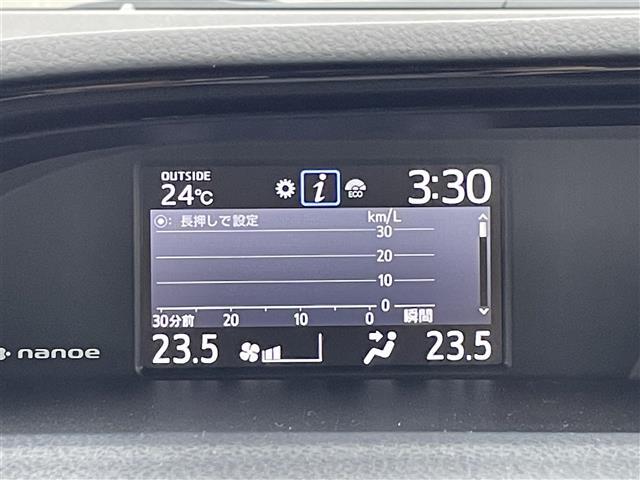 OUTSIDE
24℃
i
ECO
3:30
◉: 長押しで設定
km/L
30
20
10
0
30分前 20 10 0 瞬間
23.5
23.5
nanoe